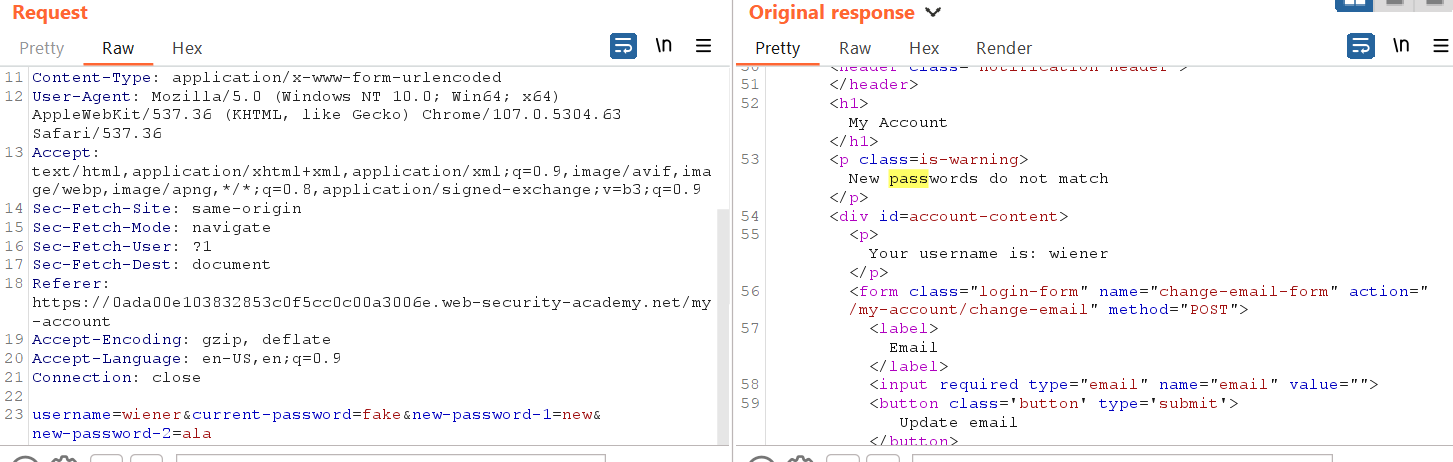 Request
Pretty Raw Hex \n
11 Content-Type: application/x-www-form-urlencoded
12 User-Agent: Mozilla/5.0 (Windows NT 10.0; Win64; x64)
AppleWebKit/537.36 (KHTML, like Gecko) Chrome/107.0.5304.63
Safari/537.36
13 Accept:
text/html,application/xhtml+xml,application/xml;q=0.9,image/avif,ima
ge/webp,image/apng,*/*;q=0.8,application/signed-exchange;v=b3;q=0.9
14 Sec-Fetch-Site: same-origin
15 Sec-Fetch-Mode: navigate
16 Sec-Fetch-User: ?1
17 Sec-Fetch-Dest: document
18 Referer:
https://0ada00e103832853c0f5cc0c00a3006e.web-security-academy.net/my
-account
19 Accept-Encoding: gzip, deflate
20 Accept-Language: en-US,en;q=0.9
21 Connection: close
22
23 username=wiener&current-password=fake&new-password-1=new&
new-password-2=ala
Original response
Pretty Raw Hex Render \n
50 <header class="notification-header">
51 </header>
52 <h1>
My Account
</h1>
53 <p class=is-warning>
New passwords do not match
</p>
54 <div id=account-content>
55 <p>
Your username is: wiener
</p>
56 <form class="login-form" name="change-email-form" action="
/my-account/change-email" method="POST">
57 <label>
Email
</label>
58 <input required type="email" name="email" value="">
59 <button class='button' type='submit'>
Update email
</button>